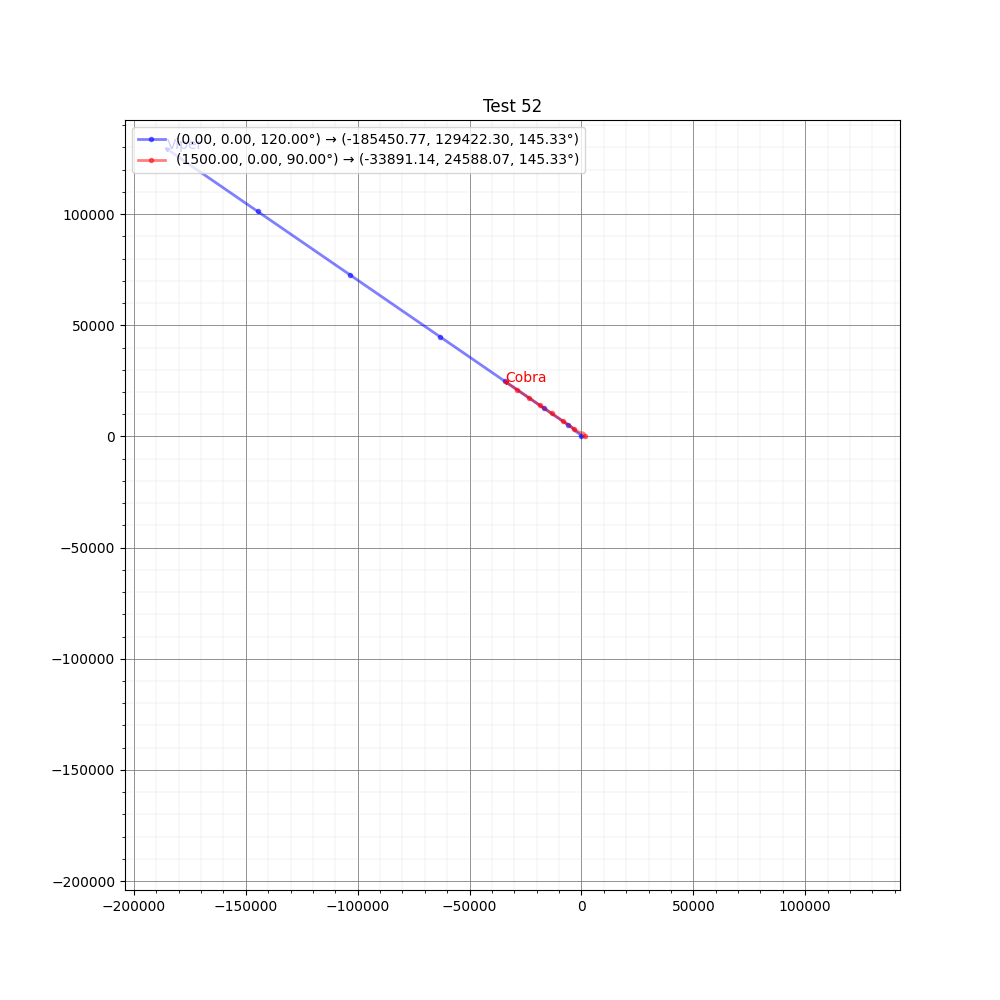 Test 52
(0.00, 0.00, 120.00°) → (-185450.77, 129422.30, 145.33°)
(1500.00, 0.00, 90.00°) → (-33891.14, 24588.07, 145.33°)
Viper
Cobra
100000
50000
0
−50000
−100000
−150000
−200000
−200000 −150000 −100000 −50000 0 50000 100000